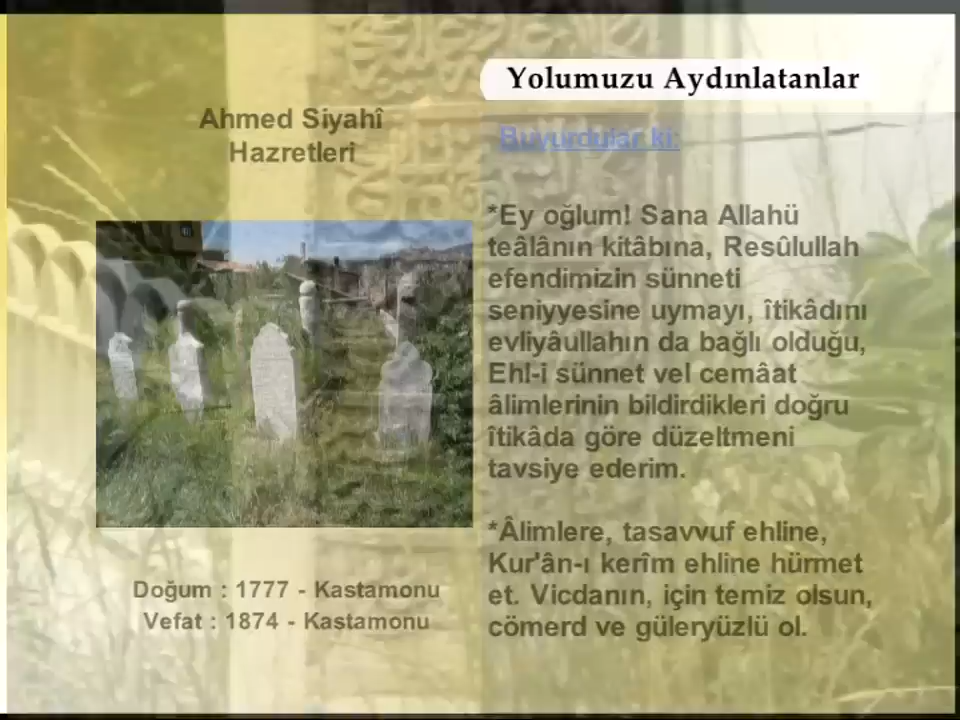 Yolumuzu Aydınlatanlar
Ahmed Siyahî
Hazretleri
Buyurdular ki:
*Ey oğlum! Sana Allahü
teâlânın kitâbına, Resûlullah
efendimizin sünneti
seniyyesine uymayı, îtikâdını
evliyâullahın da bağlı olduğu,
Ehl-i sünnet vel cemâat
âlimlerinin bildirdikleri doğru
îtikâda göre düzeltmeni
tavsiye ederim.
*Âlimlere, tasavvuf ehline,
Kur'ân-ı kerîm ehline hürmet
et. Vicdanın, için temiz olsun,
cömerd ve güleryüzlü ol.
Doğum : 1777 - Kastamonu
Vefat : 1874 - Kastamonu